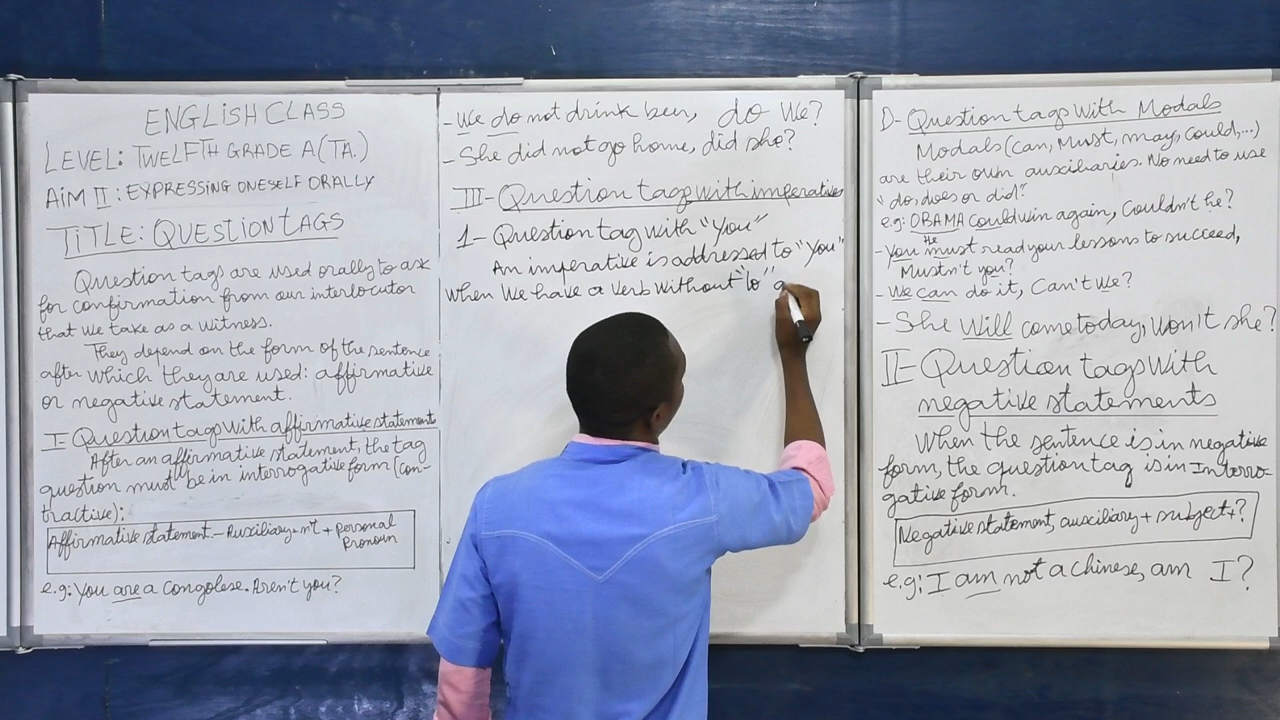 ENGLISH CLASS
LEVEL: TWELFTH GRADE A (TA.)
AIM II: EXPRESSING ONESELF ORALLY
TITLE: QUESTION TAGS
Question tags are used orally to ask
for confirmation from our interlocutor
that we take as a witness.
They depend on the form of the sentence
after which they are used: affirmative
or negative statement.
I- Question tags with affirmative statement
After an affirmative statement, the tag
question must be in interrogative form (con-
tractive):
Affirmative statement - Auxiliary + n't + personal
pronoun
e.g: You are a Congolese. Aren't you?
- We do not drink beer, do we?
- She did not go home, did she?
III- Question tags with imperatives
1- Question tag with "You"
An imperative is addressed to "You"
when we have a verb without "to" a
D- Question tags with Modals
Modals (can, must, may, could,...)
are their own auxiliaries. No need to use
"do, does or did".
e.g: OBAMA could win again, couldn't he?
- You must read your lessons to succeed,
Mustn't you?
- We can do it, Can't we?
- She will come today, won't she?
II- Question tags with
negative statements
When the sentence is in negative
form, the question tag is in Interro-
gative form.
Negative statement, auxiliary + subject + ?
e.g: I am not a chinese, am I?